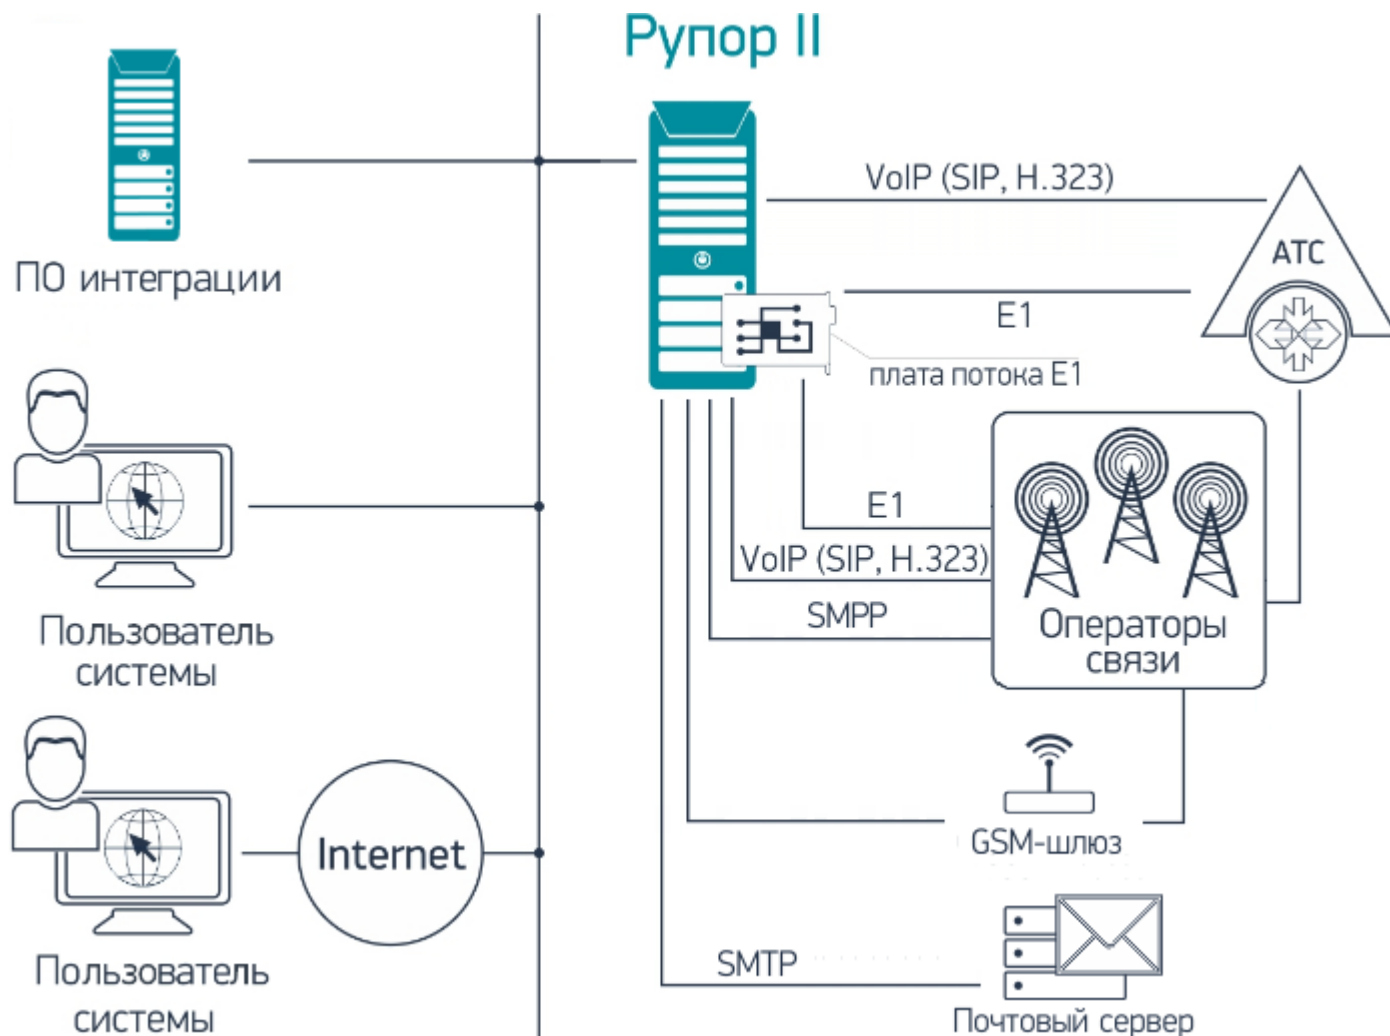 Рупор II
VoIP (SIP, H.323)
АТС
ПО интеграции
E1
плата потока E1
E1
VoIP (SIP, H.323)
SMPP
Операторы
связи
Пользователь
системы
Internet
GSM-шлюз
SMTP
Пользователь
системы
Почтовый сервер